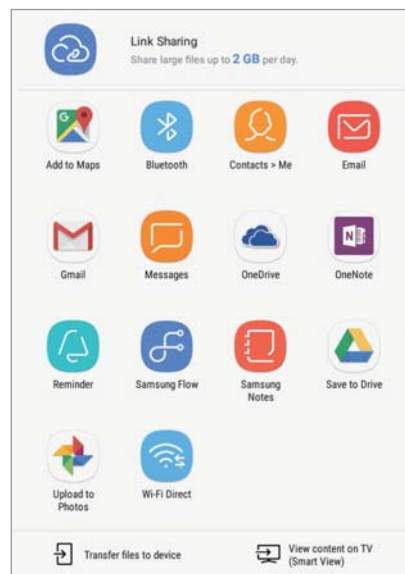 Link Sharing
Share large files up to 2 GB per day.
G
Add to Maps
Bluetooth
Contacts > Me
Email
N
Gmail
Messages
OneDrive
OneNote
Reminder
Samsung Flow
Samsung
Notes
Save to Drive
Upload to
Photos
Wi-Fi Direct
Transfer files to device
View content on TV
(Smart View)